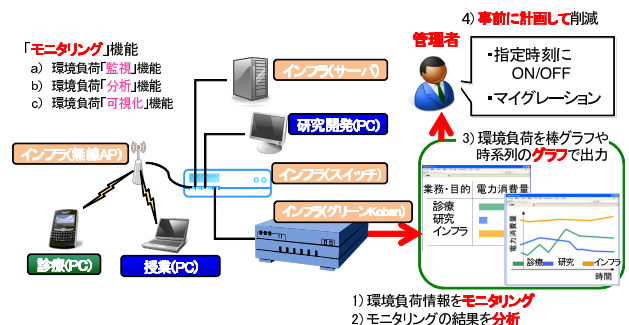 「モニタリング」機能
a) 環境負荷「監視」機能
b) 環境負荷「分析」機能
c) 環境負荷「可視化」機能
インフラ(サーバ)
研究開発(PC)
インフラ(無線AP)
インフラ(スイッチ)
インフラ(グリーンKoban)
診療(PC)
授業(PC)
4) 事前に計画して削減
管理者
・指定時刻に
ON/OFF
・マイグレーション
3) 環境負荷を棒グラフや
時系列のグラフで出力
業務・目的 電力消費量
診療
研究
インフラ
電力消費量
診療 研究 インフラ
時間
1) 環境負荷情報をモニタリング
2) モニタリングの結果を分析